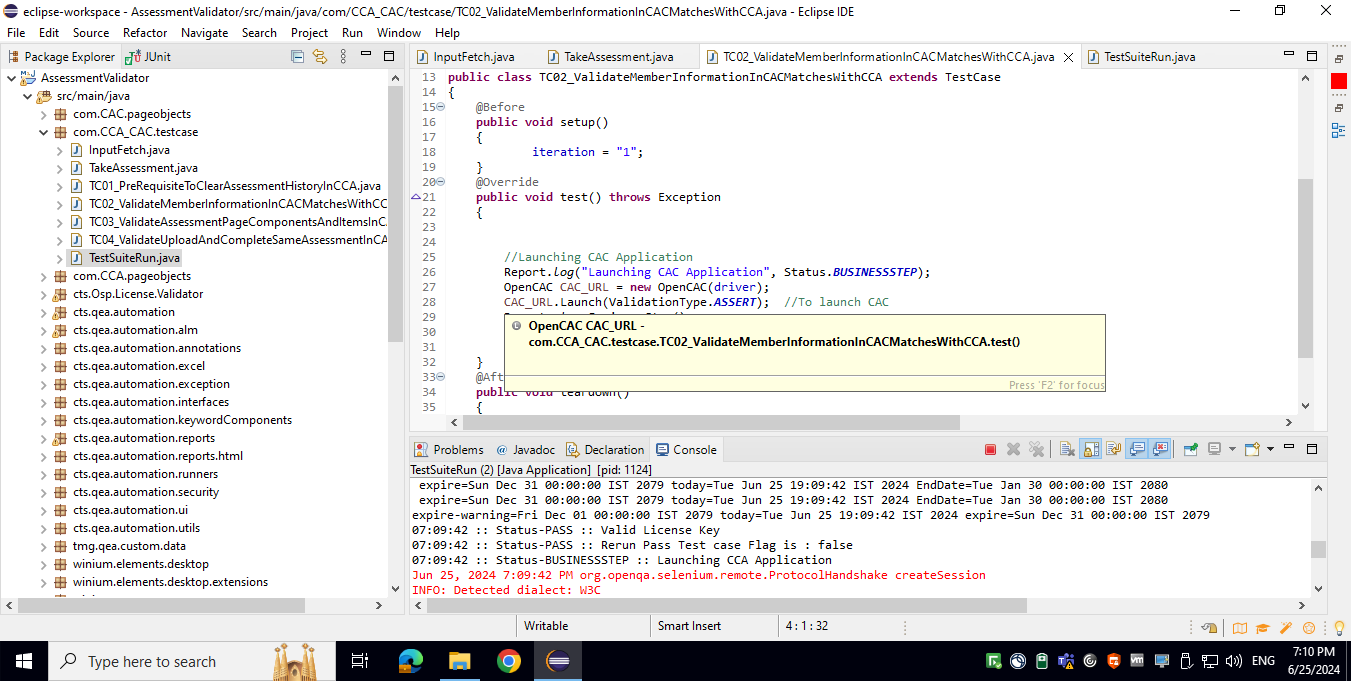 eclipse-workspace - AssessmentValidator/src/main/java/com/CCA_CAC/testcase/TC02_ValidateMemberInformationInCACMatchesWithCCA.java - Eclipse IDE
File Edit Source Refactor Navigate Search Project Run Window Help
Package Explorer JUnit
AssessmentValidator
src/main/java
com.CAC.pageobjects
com.CCA_CAC.testcase
InputFetch.java
TakeAssessment.java
TC01_PreRequisiteToClearAssessmentHistoryInCCA.java
TC02_ValidateMemberInformationInCACMatchesWithCC
TC03_ValidateAssessmentPageComponentsAndItemsInC
TC04_ValidateUploadAndCompleteSameAssessmentInCA
TestSuiteRun.java
com.CCA.pageobjects
cts.Osp.License.Validator
cts.qea.automation
cts.qea.automation.alm
cts.qea.automation.annotations
cts.qea.automation.excel
cts.qea.automation.exception
cts.qea.automation.interfaces
cts.qea.automation.keywordComponents
cts.qea.automation.reports
cts.qea.automation.reports.html
cts.qea.automation.runners
cts.qea.automation.security
cts.qea.automation.ui
cts.qea.automation.utils
tmg.qea.custom.data
winium.elements.desktop
winium.elements.desktop.extensions
InputFetch.java TakeAssessment.java TC02_ValidateMemberInformationInCACMatchesWithCCA.java TestSuiteRun.java
13 public class TC02_ValidateMemberInformationInCACMatchesWithCCA extends TestCase
14 {
15 @Before
16 public void setup()
17 {
18 iteration = "1";
19 }
20 @Override
21 public void test() throws Exception
22 {
23
24
25 //Launching CAC Application
26 Report.log("Launching CAC Application", Status.BUSINESSSTEP);
27 OpenCAC CAC_URL = new OpenCAC(driver);
28 CAC_URL.Launch(ValidationType.ASSERT); //To launch CAC
29
30
31
32 }
33 @Aft
34 public void teardown()
35 {
OpenCAC CAC_URL -
com.CCA_CAC.testcase.TC02_ValidateMemberInformationInCACMatchesWithCCA.test()
Press 'F2' for focus
Problems @ Javadoc Declaration Console
TestSuiteRun (2) [Java Application] [pid: 1124]
expire=Sun Dec 31 00:00:00 IST 2079 today=Tue Jun 25 19:09:42 IST 2024 EndDate=Tue Jan 30 00:00:00 IST 2080
expire=Sun Dec 31 00:00:00 IST 2079 today=Tue Jun 25 19:09:42 IST 2024 EndDate=Tue Jan 30 00:00:00 IST 2080
expire-warning=Fri Dec 01 00:00:00 IST 2079 today=Tue Jun 25 19:09:42 IST 2024 expire=Sun Dec 31 00:00:00 IST 2079
07:09:42 :: Status-PASS :: Valid License Key
07:09:42 :: Status-PASS :: Rerun Pass Test case Flag is : false
07:09:42 :: Status-BUSINESSSTEP :: Launching CCA Application
Jun 25, 2024 7:09:42 PM org.openqa.selenium.remote.ProtocolHandshake createSession
INFO: Detected dialect: W3C
Writable Smart Insert 4 : 1 : 32
Type here to search
ENG
7:10 PM
6/25/2024